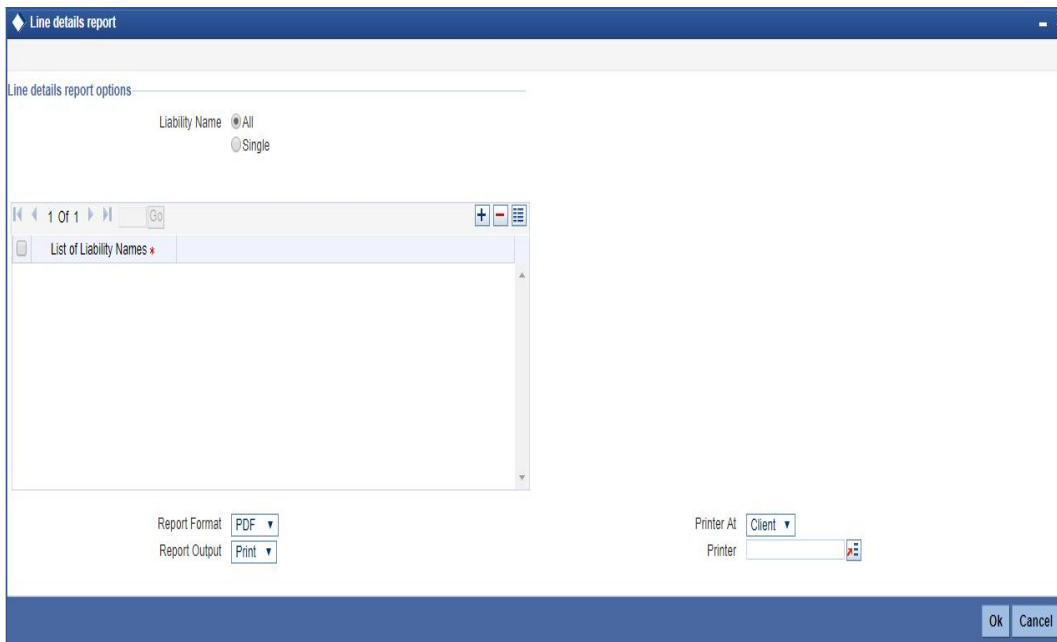 Line details report
Line details report options
Liability Name All
Single
1 Of 1 Go
List of Liability Names *
Report Format PDF
Report Output Print
Printer At Client
Printer
Ok Cancel